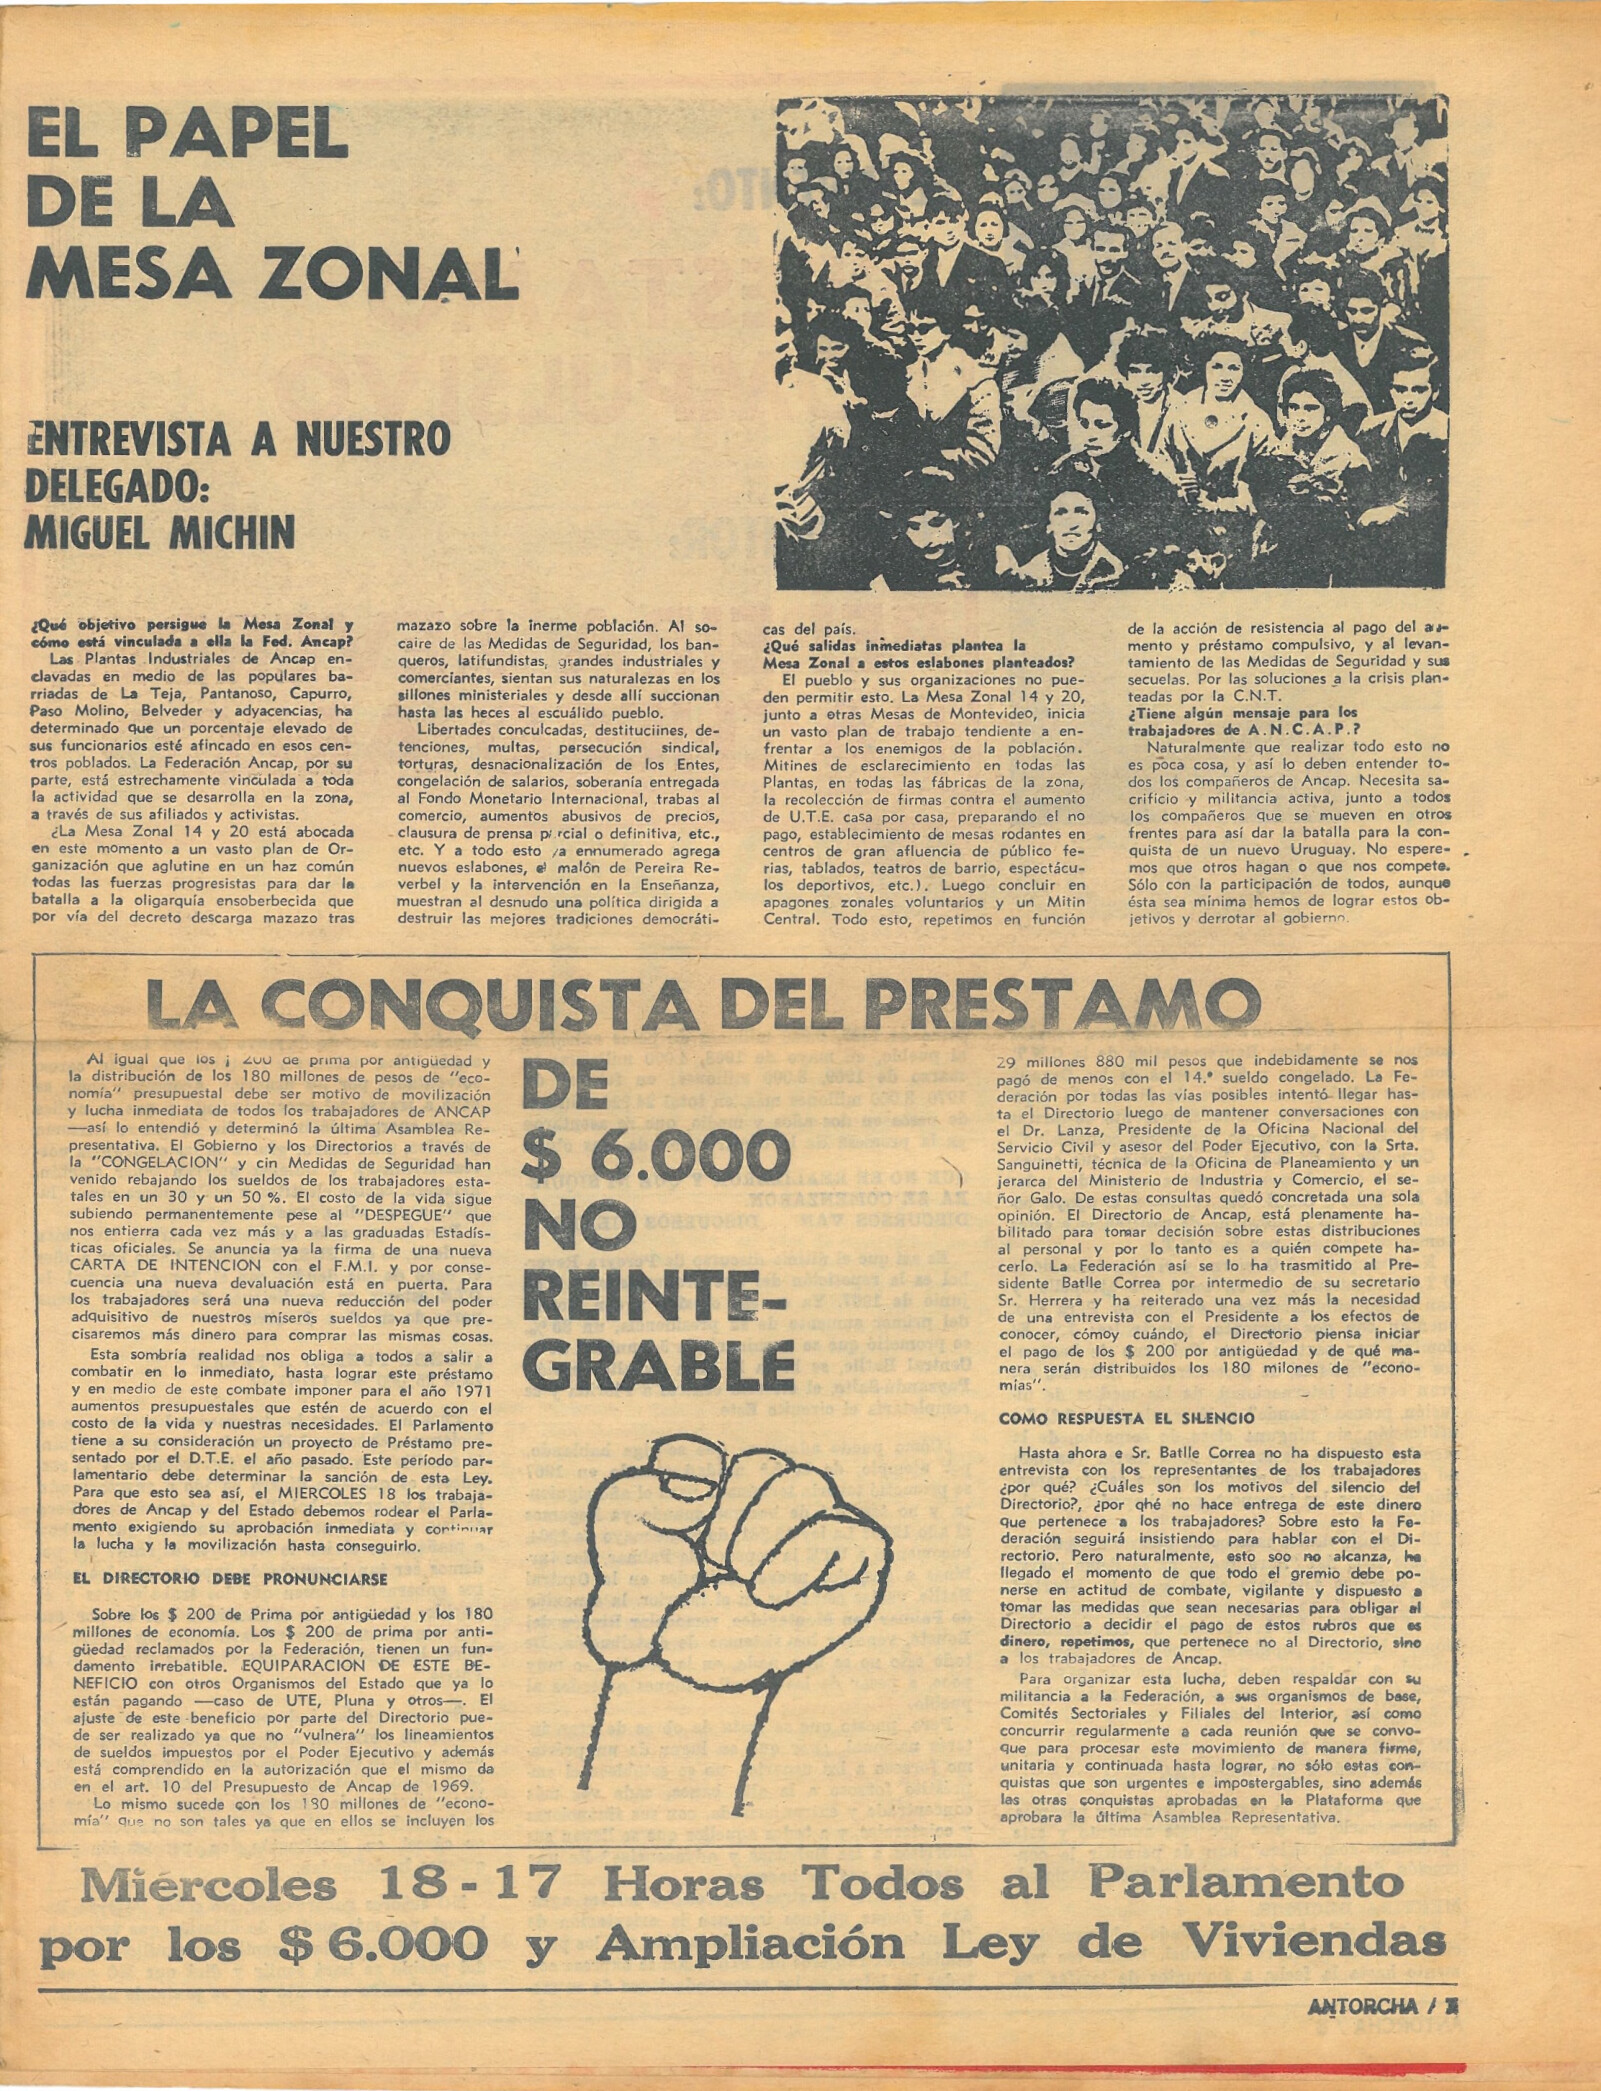 EL PAPEL
DE LA
MESA ZONAL
ENTREVISTA A NUESTRO
DELEGADO:
MIGUEL MICHIN
¿Qué objetivo persigue la Mesa Zonal y
cómo está vinculada a ella la Fed. Ancap?
Las Plantas Industriales de Ancap en-
clavadas en medio de las populares ba-
rriadas de La Teja, Pantanoso, Capurro,
Paso Molino, Belveder y adyacencias, ha
determinado que un porcentaje elevado de
sus funcionarios esté afincado en esos cen-
tros poblados. La Federación Ancap, por su
parte, está estrechamente vinculada a toda
la actividad que se desarrolla en la zona,
a través de sus afiliados y activistas.
¿La Mesa Zonal 14 y 20 está abocada
en este momento a un vasto plan de Or-
ganización que aglutine en un haz común
todas las fuerzas progresistas para dar la
batalla a la oligarquía ensoberbecida que
por vía del decreto descarga mazazo tras
mazazo sobre la inerme población. Al so-
caire de las Medidas de Seguridad, los ban-
queros, latifundistas, grandes industriales y
comerciantes, sientan sus naturalezas en los
sillones ministeriales y desde allí succionan
hasta las heces al escuálido pueblo.
Libertades conculcadas, destituciines, de-
tenciones, multas, persecución sindical,
torturas, desnacionalización de los Entes,
congelación de salarios, soberanía entregada
al Fondo Monetario Internacional, trabas al
comercio, aumentos abusivos de precios,
clausura de prensa p rcial o definitiva, etc.,
etc. Y a todo esto ya ennumerado agrega
nuevos eslabones, el malón de Pereira Re-
verbel y la intervención en la Enseñanza,
muestran al desnudo una política dirigida a
destruir las mejores tradiciones democráti-
cas del país.
¿Qué salidas inmediatas plantea la
Mesa Zonal a estos eslabones planteados?
El pueblo y sus organizaciones no pue-
den permitir esto. La Mesa Zonal 14 y 20,
junto a otras Mesas de Montevideo, inicia
un vasto plan de trabajo tendiente a en-
frentar a los enemigos de la población.
Mitines de esclarecimiento en todas las
Plantas, en todas las fábricas de la zona,
la recolección de firmas contra el aumento
de U.T.E. casa por casa, preparando el no
pago, establecimiento de mesas rodantes en
centros de gran afluencia de público fe-
rias, tablados, teatros de barrio, espectácu-
los deportivos, etc.). Luego concluir en
apagones zonales voluntarios y un Mitin
Central. Todo esto, repetimos en función
de la acción de resistencia al pago del au-
mento y préstamo compulsivo, y al levan-
tamiento de las Medidas de Seguridad y sus
secuelas. Por las soluciones a la crisis plan-
teadas por la C.N.T.
¿Tiene algún mensaje para los
trabajadores de A.N.C.A.P.?
Naturalmente que realizar todo esto no
es poca cosa, y así lo deben entender to-
dos los compañeros de Ancap. Necesita sa-
crificio y militancia activa, junto a todos
los compañeros que se mueven en otros
frentes para así dar la batalla para la con-
quista de un nuevo Uruguay. No espere-
mos que otros hagan o que nos compete.
Sólo con la participación de todos, aunque
ésta sea mínima hemos de lograr estos ob-
jetivos y derrotar al gobierno.
LA CONQUISTA DEL PRESTAMO
DE
$ 6.000
NO
REINTE-
GRABLE
Al igual que los ¡ 200 de prima por antigüedad y
la distribución de los 180 millones de pesos de "eco-
nomía" presupuestal debe ser motivo de movilización
y lucha inmediata de todos los trabajadores de ANCAP
—así lo entendió y determinó la última Asamblea Re-
presentativa. El Gobierno y los Directorios a través de
la "CONGELACION" y cin Medidas de Seguridad han
venido rebajando los sueldos de los trabajadores esta-
tales en un 30 y un 50 %. El costo de la vida sigue
subiendo permanentemente pese al "DESPEGUE" que
nos entierra cada vez más y a las graduadas Estadís-
ticas oficiales. Se anuncia ya la firma de una nueva
CARTA DE INTENCION con el F.M.I. y por conse-
cuencia una nueva devaluación está en puerta. Para
los trabajadores será una nueva reducción del poder
adquisitivo de nuestros míseros sueldos ya que pre-
cisaremos más dinero para comprar las mismas cosas.
Esta sombría realidad nos obliga a todos a salir a
combatir en lo inmediato, hasta lograr este préstamo
y en medio de este combate imponer para el año 1971
aumentos presupuestales que estén de acuerdo con el
costo de la vida y nuestras necesidades. El Parlamento
tiene a su consideración un proyecto de Préstamo pre-
sentado por el D.T.E. el año pasado. Este período par-
lamentario debe determinar la sanción de esta Ley.
Para que esto sea así, el MIERCOLES 18 los trabaja-
dores de Ancap y del Estado debemos rodear el Parla-
mento exigiendo su aprobación inmediata y continuar
la lucha y la movilización hasta conseguirlo.
EL DIRECTORIO DEBE PRONUNCIARSE
Sobre los $ 200 de Prima por antigüedad y los 180
millones de economía. Los $ 200 de prima por anti-
güedad reclamados por la Federación, tienen un fun-
damento irrebatible. EQUIPARACION DE ESTE BE-
NEFICIO con otros Organismos del Estado que ya lo
están pagando —caso de UTE, Pluna y otros—. El
ajuste de este beneficio por parte del Directorio pue-
de ser realizado ya que no "vulnera" los lineamientos
de sueldos impuestos por el Poder Ejecutivo y además
está comprendido en la autorización que el mismo da
en el art. 10 del Presupuesto de Ancap de 1969.
Lo mismo sucede con los 180 millones de "econo-
mía" que no son tales ya que en ellos se incluyen los
29 millones 880 mil pesos que indebidamente se nos
pagó de menos con el 14.º sueldo congelado. La Fe-
deración por todas las vías posibles intentó llegar has-
ta el Directorio luego de mantener conversaciones con
el Dr. Lanza, Presidente de la Oficina Nacional del
Servicio Civil y asesor del Poder Ejecutivo, con la Srta.
Sanguinetti, técnica de la Oficina de Planeamiento y un
jerarca del Ministerio de Industria y Comercio, el se-
ñor Galo. De estas consultas quedó concretada una sola
opinión. El Directorio de Ancap, está plenamente ha-
bilitado para tomar decisión sobre estas distribuciones
al personal y por lo tanto es a quién compete ha-
cerlo. La Federación así se lo ha trasmitido al Pre-
sidente Batlle Correa por intermedio de su secretario
Sr. Herrera y ha reiterado una vez más la necesidad
de una entrevista con el Presidente a los efectos de
conocer, cómoy cuándo, el Directorio piensa iniciar
el pago de los $ 200 por antigüedad y de qué ma-
nera serán distribuidos los 180 milones de "econo-
mías".
COMO RESPUESTA EL SILENCIO
Hasta ahora e Sr. Batlle Correa no ha dispuesto esta
entrevista con los representantes de los trabajadores
¿por qué? ¿Cuáles son los motivos del silencio del
Directorio?, ¿por qhé no hace entrega de este dinero
que pertenece a los trabajadores? Sobre esto la Fe-
deración seguirá insistiendo para hablar con el Di-
rectorio. Pero naturalmente, esto soo no alcanza, ha
llegado el momento de que todo el gremio debe po-
nerse en actitud de combate, vigilante y dispuesto a
tomar las medidas que sean necesarias para obligar al
Directorio a decidir el pago de estos rubros que es
dinero, repetimos, que pertenece no al Directorio, sino
a los trabajadores de Ancap.
Para organizar esta lucha, deben respaldar con su
militancia a la Federación, a sus organismos de base,
Comités Sectoriales y Filiales del Interior, así como
concurrir regularmente a cada reunión que se convo-
que para procesar este movimiento de manera firme,
unitaria y continuada hasta lograr, no sólo estas con-
quistas que son urgentes e impostergables, sino además
las otras conquistas aprobadas en la Plataforma que
aprobara la última Asamblea Representativa.
Miércoles 18 - 17 Horas Todos al Parlamento
por los $ 6.000 y Ampliación Ley de Viviendas
ANTORCHA /